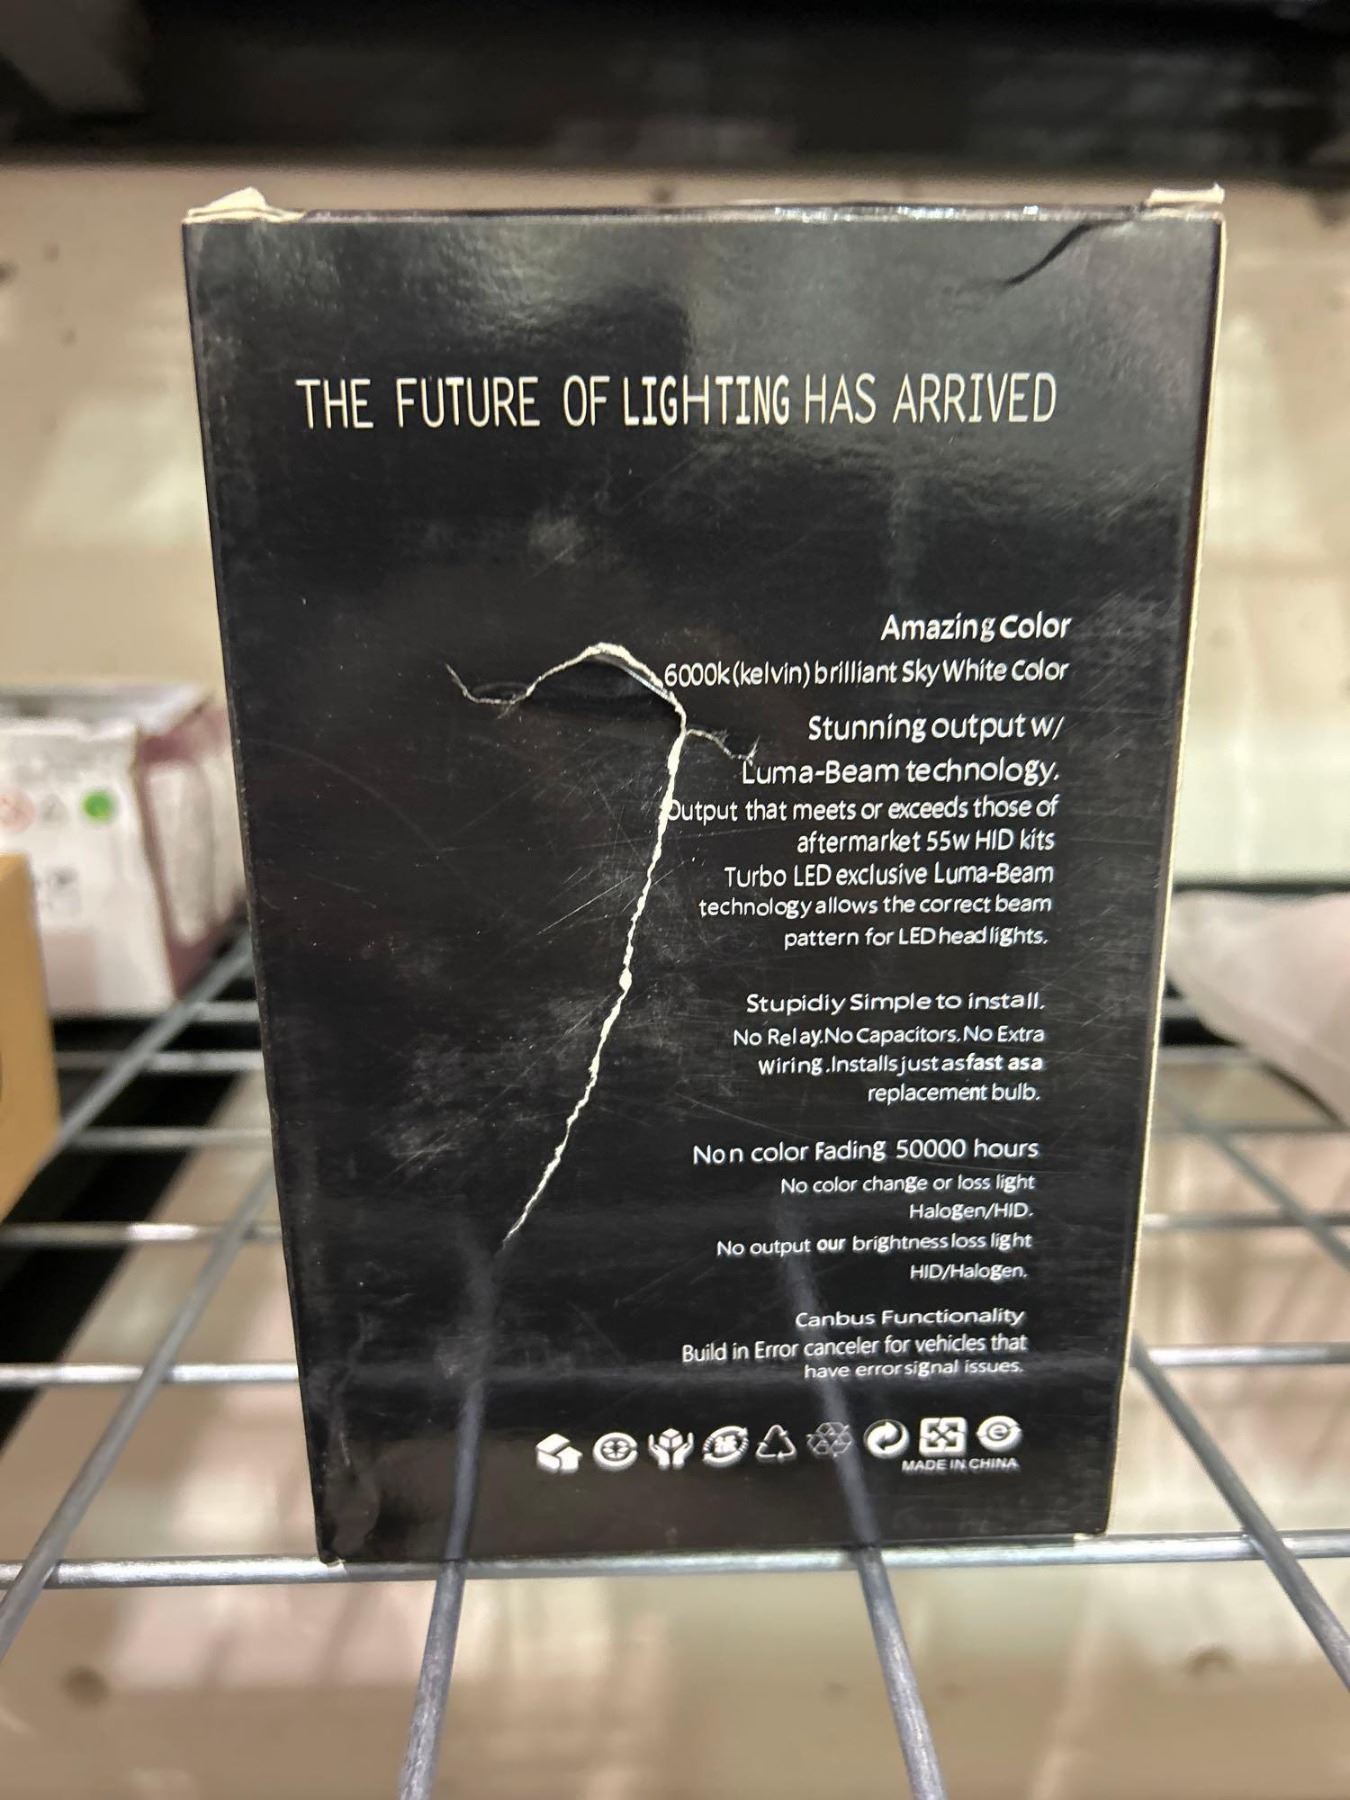 THE FUTURE OF LIGHTING HAS ARRIVED
Amazing Color
6000k(kelvin) brilliant Sky White Color
Stunning output w/
Luma-Beam technology.
Output that meets or exceeds those of
aftermarket 55w HID kits
Turbo LED exclusive Luma-Beam
technology allows the correct beam
pattern for LED headlights.
Stupidiy Simple to install.
No Relay.No Capacitors.No Extra
wiring.Installs just as fast as a
replacement bulb.
Non color Fading 50000 hours
No color change or loss light
Halogen/HID.
No output our brightness loss light
HID/Halogen.
Canbus Functionality
Build in Error canceler for vehicles that
have error signal issues.
MADE IN CHINA